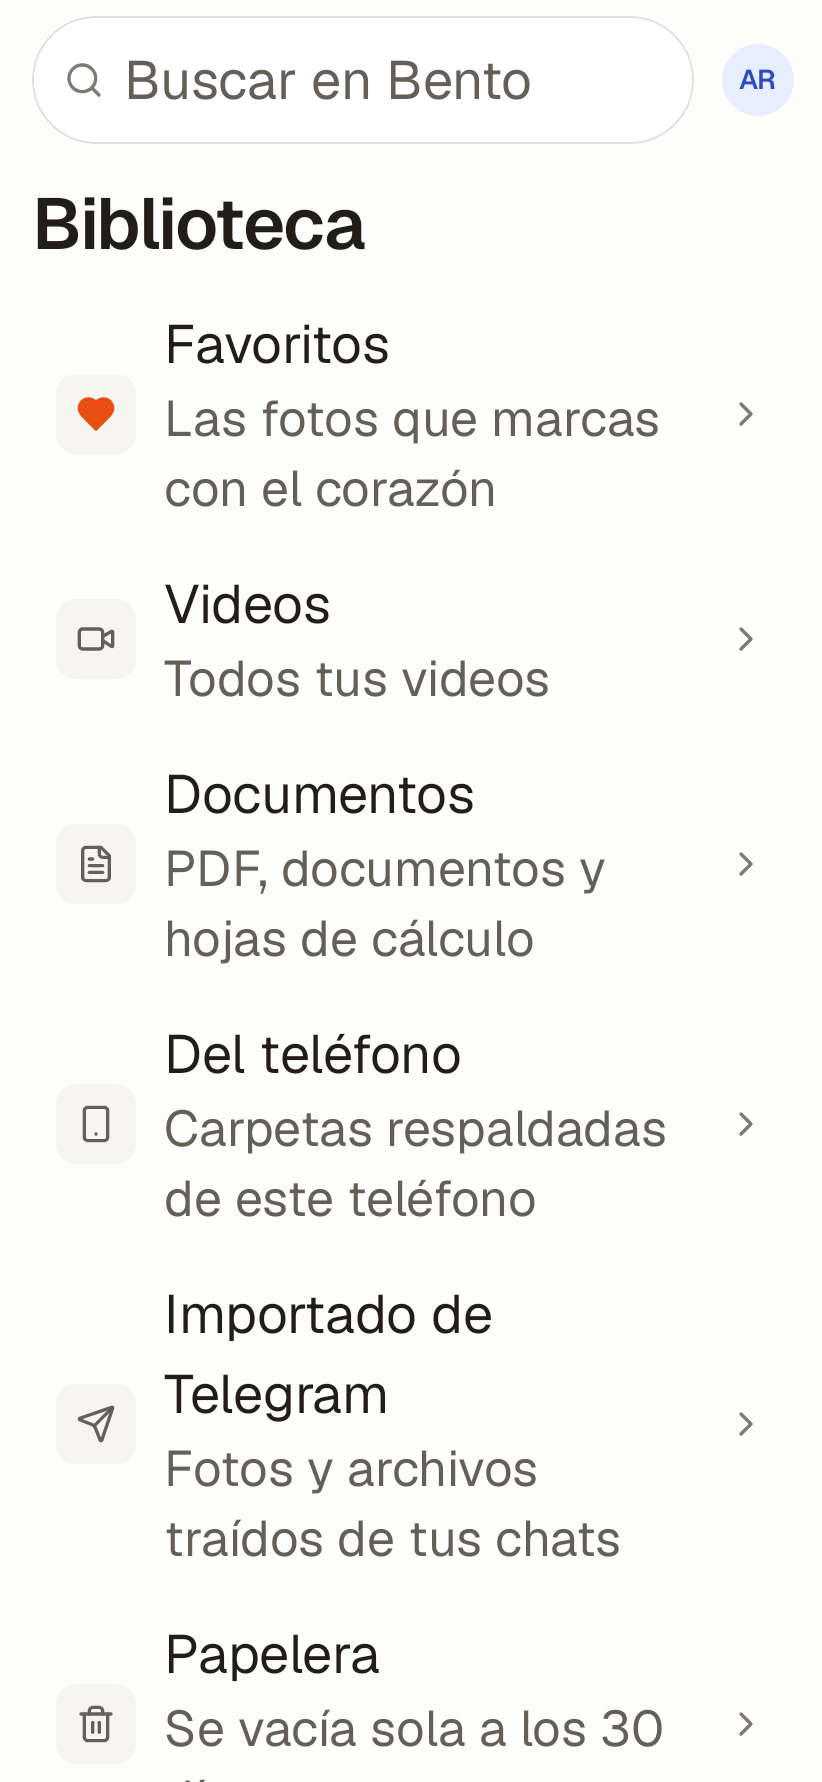 Buscar en Bento
AR
Biblioteca
Favoritos
Las fotos que marcas
con el corazón
Videos
Todos tus videos
Documentos
PDF, documentos y
hojas de cálculo
Del teléfono
Carpetas respaldadas
de este teléfono
Importado de
Telegram
Fotos y archivos
traídos de tus chats
Papelera
Se vacía sola a los 30